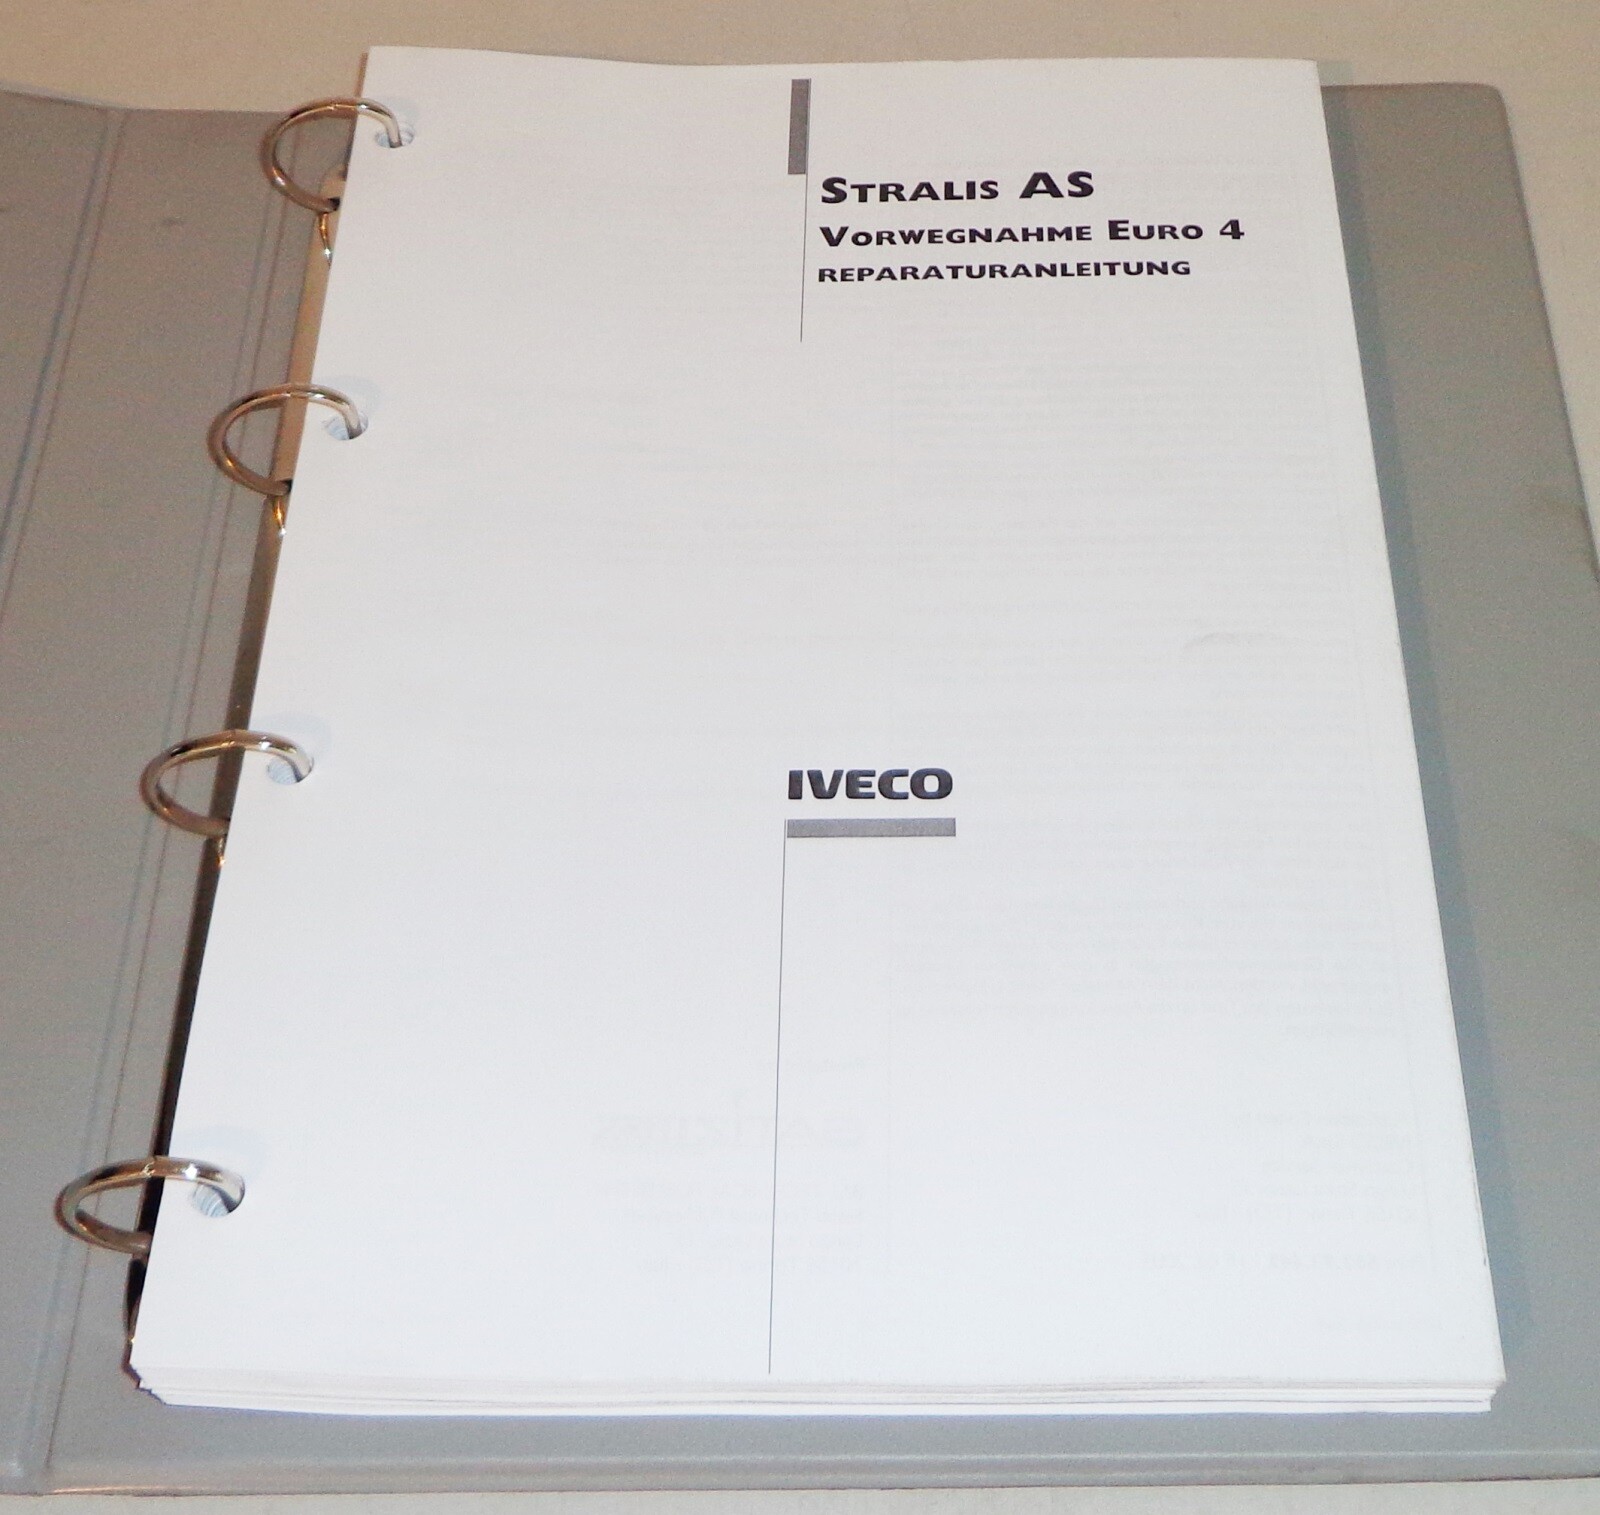 STRALIS AS
VORWEGNAHME EURO 4
REPARATURANLEITUNG
IVECO